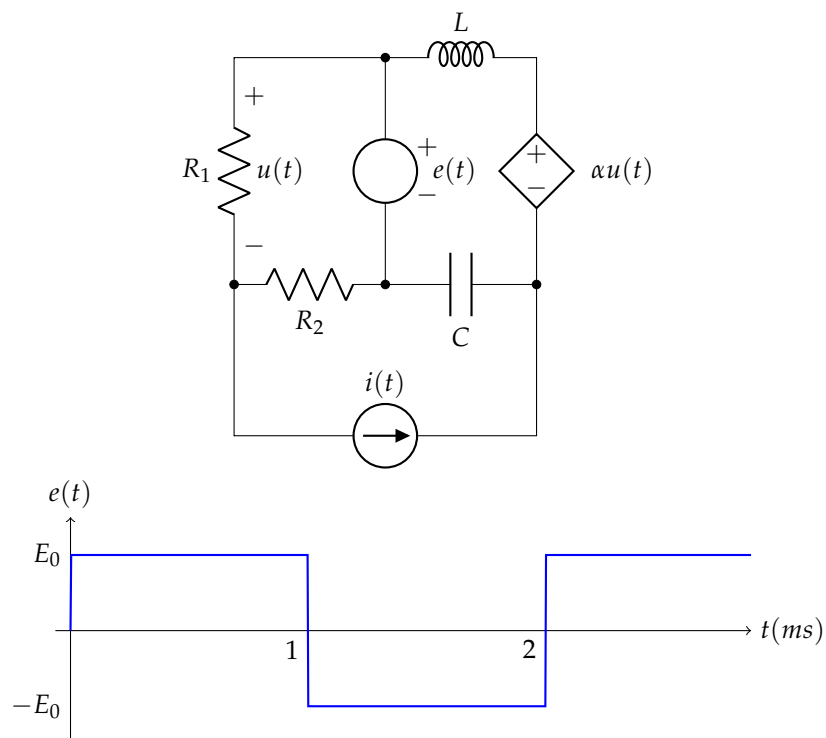 L
+
R₁ u(t)
−
+
e(t)
−
+
−
αu(t)
R₂
C
i(t)
e(t)
E₀
t(ms)
1
2
−E₀